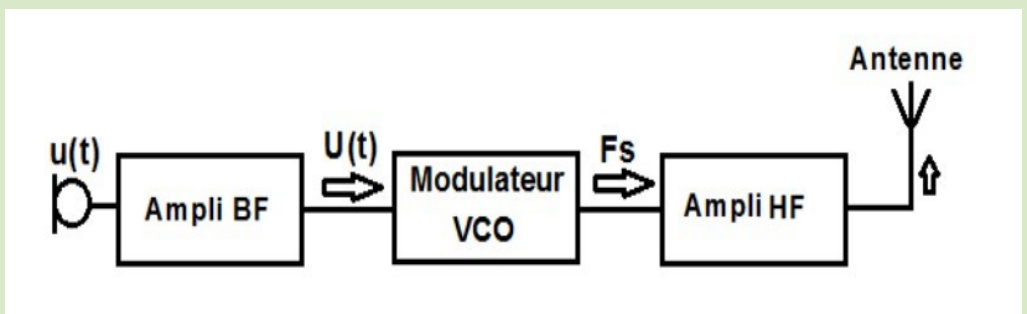 Antenne
u(t)
U(t)
Fs
Ampli BF
Modulateur
VCO
Ampli HF